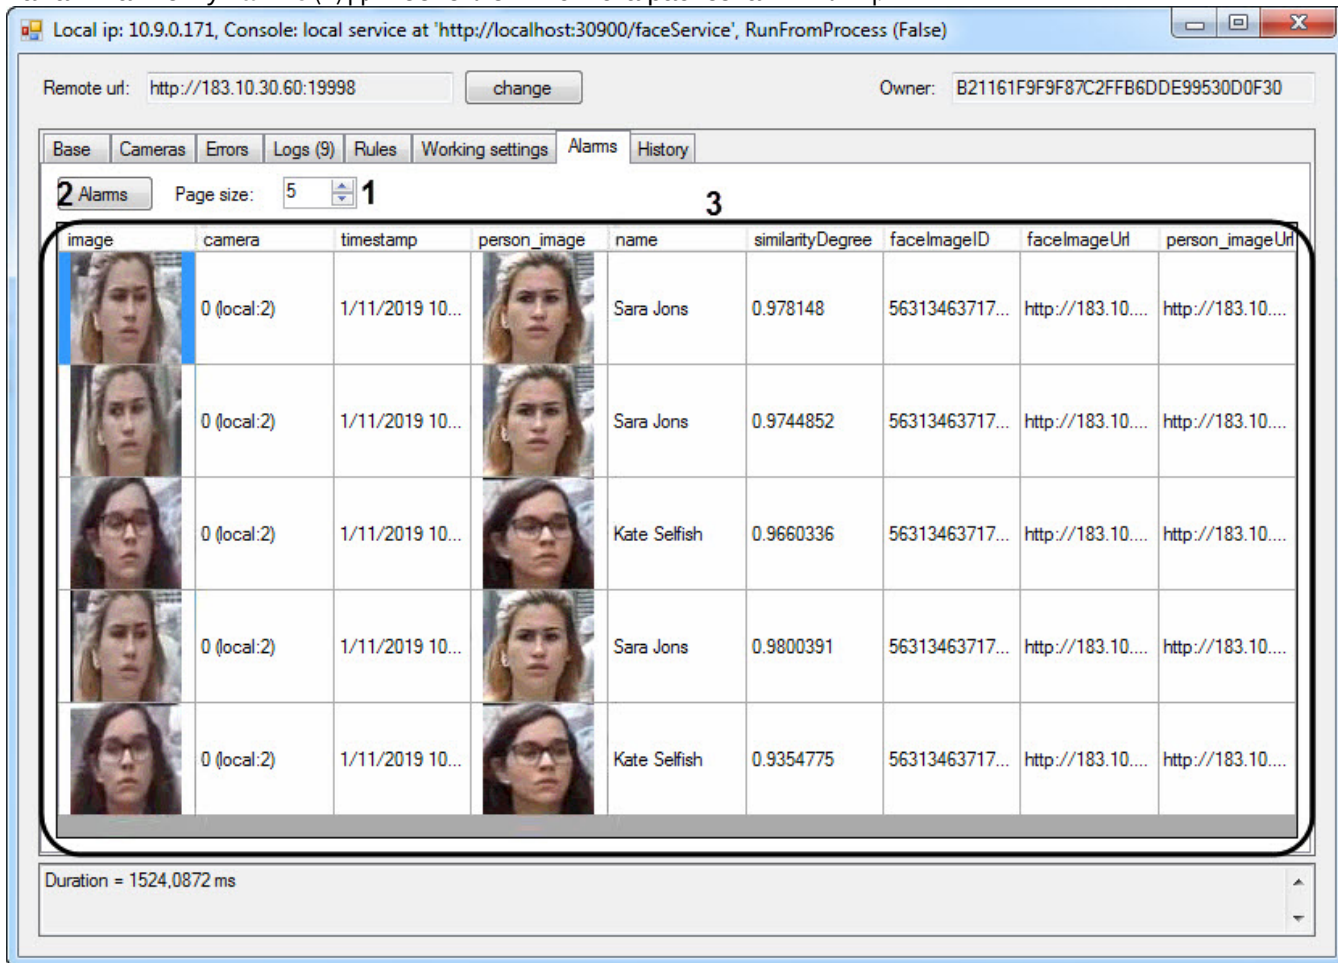 Local ip: 10.9.0.171, Console: local service at 'http://localhost:30900/faceService', RunFromProcess (False)
Remote url: http://183.10.30.60:19998 change Owner: B21161F9F9F87C2FFB6DDE99530D0F30
Base Cameras Errors Logs (9) Rules Working settings Alarms History
2 Alarms Page size: 5 1
3
image camera timestamp person_image name similarityDegree faceImageID faceImageUrl person_imageUrl
0 (local:2) 1/11/2019 10... Sara Jons 0.978148 56313463717... http://183.10.... http://183.10....
0 (local:2) 1/11/2019 10... Sara Jons 0.9744852 56313463717... http://183.10.... http://183.10....
0 (local:2) 1/11/2019 10... Kate Selfish 0.9660336 56313463717... http://183.10.... http://183.10....
0 (local:2) 1/11/2019 10... Sara Jons 0.9800391 56313463717... http://183.10.... http://183.10....
0 (local:2) 1/11/2019 10... Kate Selfish 0.9354775 56313463717... http://183.10.... http://183.10....
Duration = 1524,0872 ms